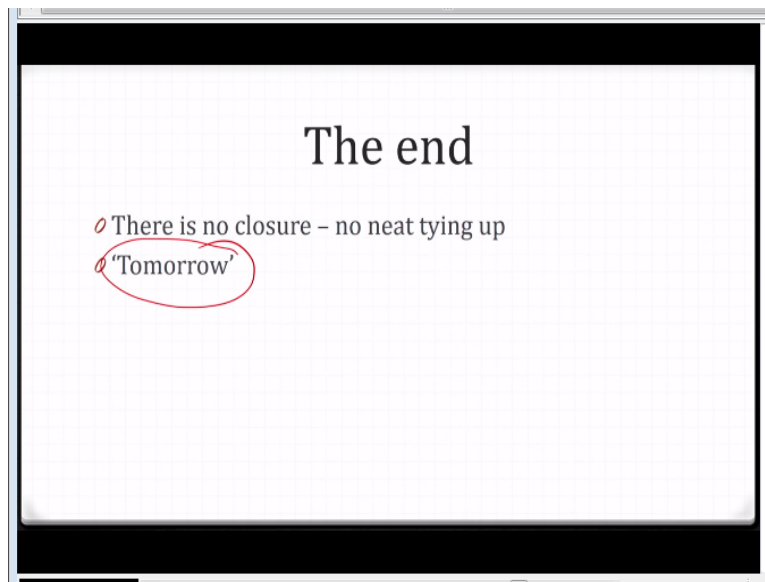 The end
There is no closure – no neat tying up
‘Tomorrow’